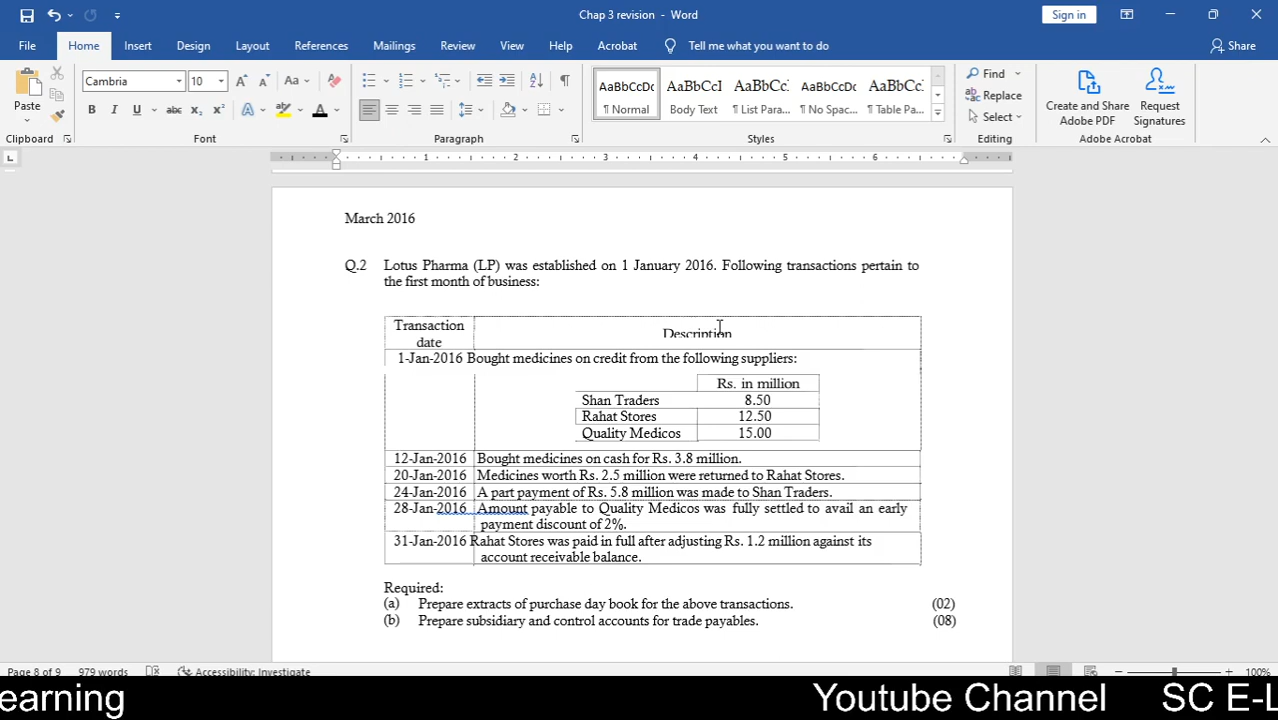 Chap 3 revision - Word
Sign in
File Home Insert Design Layout References Mailings Review View Help Acrobat Tell me what you want to do Share
Paste
Cambria 10
Aa
B I U abc x₂ x² A A
AaBbCcDc AaBbCcI AaBbCc: AaBbCcDc AaBbCc:
¶ Normal Body Text ¶ List Para... ¶ No Spac... ¶ Table Pa...
Find
Replace
Select
Create and Share Adobe PDF
Request Signatures
Clipboard Font Paragraph Styles Editing Adobe Acrobat
1 2 3 4 5 6
March 2016
Q.2 Lotus Pharma (LP) was established on 1 January 2016. Following transactions pertain to
the first month of business:
Transaction date Description
1-Jan-2016 Bought medicines on credit from the following suppliers:
Rs. in million
Shan Traders 8.50
Rahat Stores 12.50
Quality Medicos 15.00
12-Jan-2016 Bought medicines on cash for Rs. 3.8 million.
20-Jan-2016 Medicines worth Rs. 2.5 million were returned to Rahat Stores.
24-Jan-2016 A part payment of Rs. 5.8 million was made to Shan Traders.
28-Jan-2016 Amount payable to Quality Medicos was fully settled to avail an early
payment discount of 2%.
31-Jan-2016 Rahat Stores was paid in full after adjusting Rs. 1.2 million against its
account receivable balance.
Required:
(a) Prepare extracts of purchase day book for the above transactions. (02)
(b) Prepare subsidiary and control accounts for trade payables. (08)
Page 8 of 9 979 words Accessibility: Investigate 100%
earning Youtube Channel SC E-L